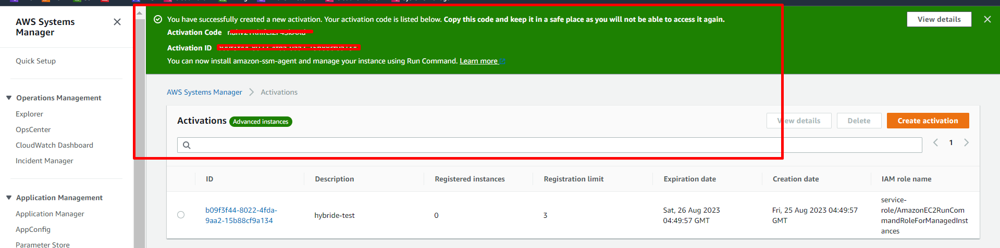 AWS Systems Manager
Quick Setup
Operations Management
Explorer
OpsCenter
CloudWatch Dashboard
Incident Manager
Application Management
Application Manager
AppConfig
Parameter Store
You have successfully created a new activation. Your activation code is listed below. Copy this code and keep it in a safe place as you will not be able to access it again.
View details
Activation Code
Activation ID
You can now install amazon-ssm-agent and manage your instance using Run Command. Learn more
AWS Systems Manager > Activations
Activations Advanced instances
View details Delete Create activation
1
ID Description Registered instances Registration limit Expiration date Creation date IAM role name
b09f3f44-8022-4fda-
9aa2-15b88cf9a134
hybride-test
0
3
Sat, 26 Aug 2023
04:49:57 GMT
Fri, 25 Aug 2023 04:49:57
GMT
service-
role/AmazonEC2RunCom
mandRoleForManagedInst
ances